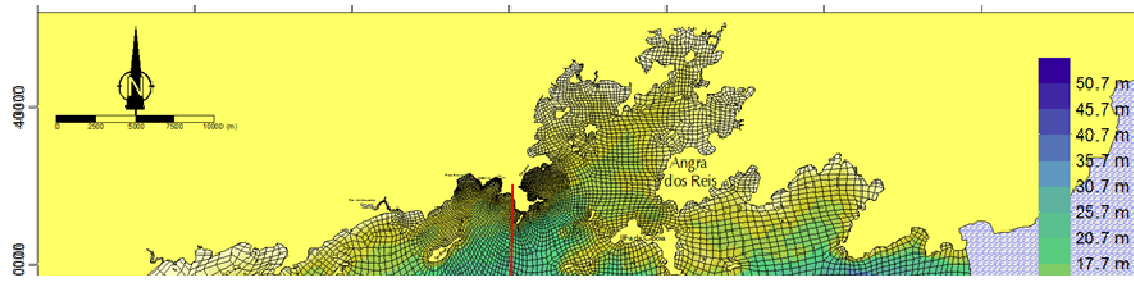 N
0 2500 5000 7500 10000 (m)
40000
0000
Angra
dos Reis
50.7 m
45.7 m
40.7 m
35.7 m
30.7 m
25.7 m
20.7 m
17.7 m